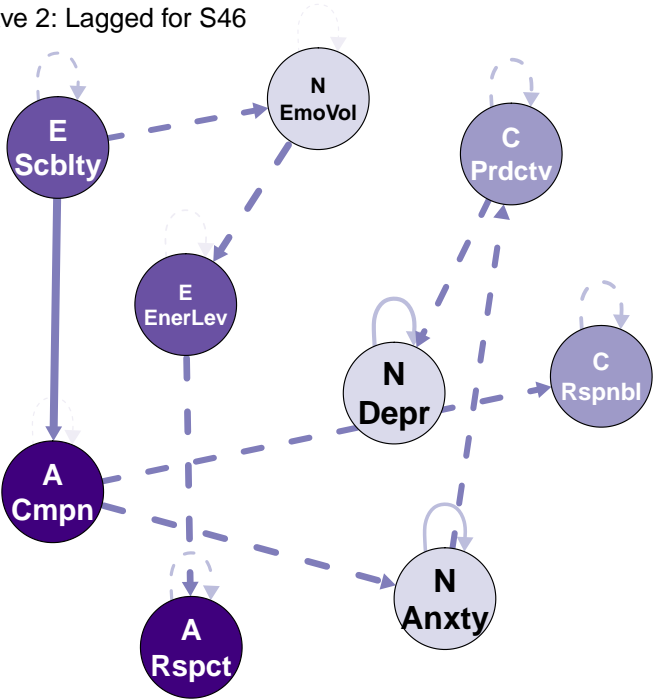 ve 2: Lagged for S46
N
EmoVol
E
Scblty
C
Prdctv
E
EnerLev
N
Depr
C
Rspnbl
A
Cmpn
N
Anxty
A
Rspct